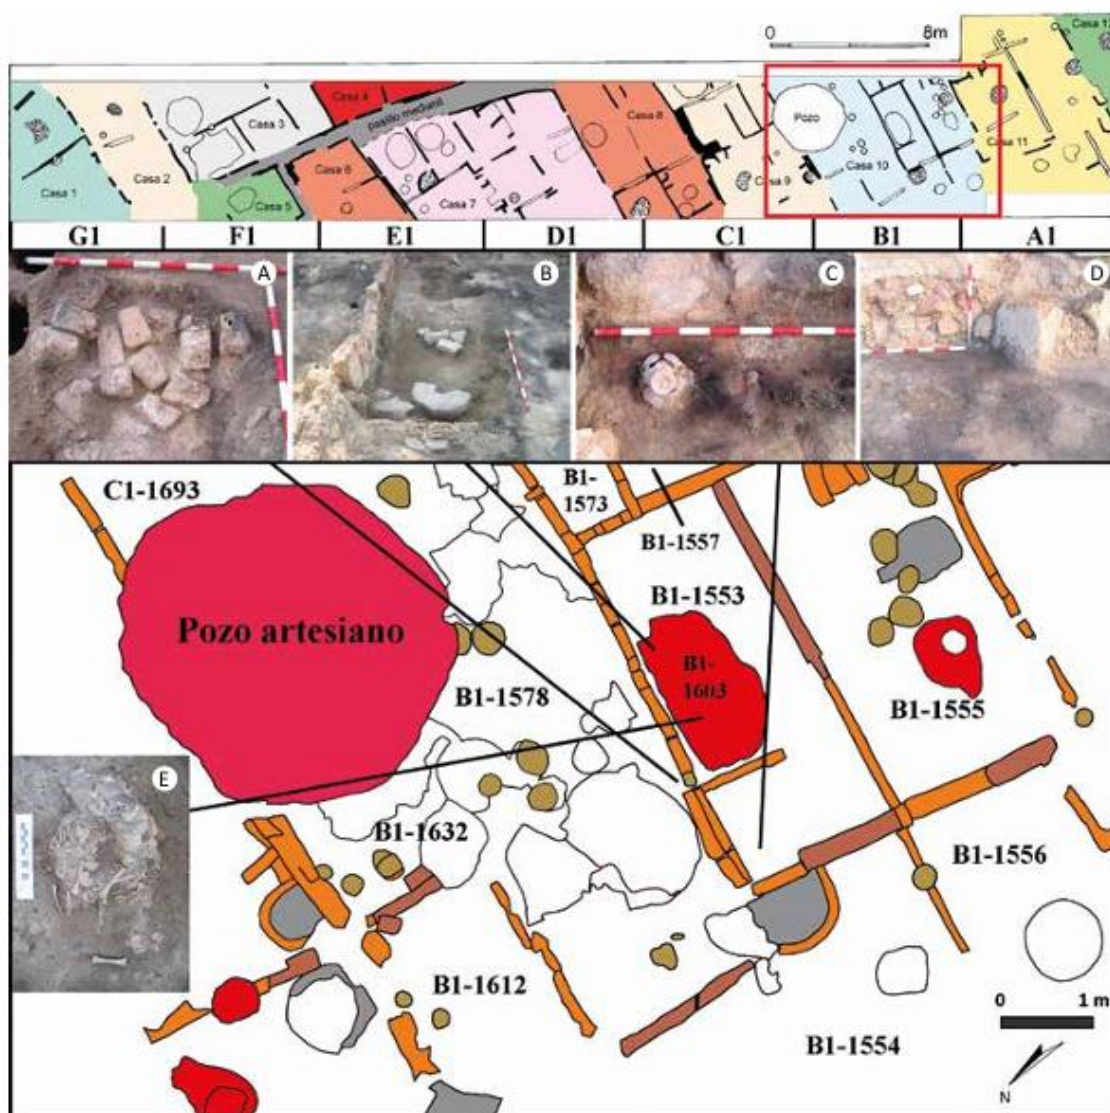 0 8m
Casa 1
Casa 2
Casa 3
Casa 4
pasillo medianil
Casa 5
Casa 6
Casa 7
Casa 8
Casa 9
Pozo
Casa 10
Casa 11
G1 F1 E1 D1 C1 B1 A1
A B C D
C1-1693
B1-
1573
B1-1557
B1-1553
Pozo artesiano
B1-
1603
B1-1578
B1-1555
E
B1-1632
B1-1556
B1-1612
0 1 m
B1-1554
N